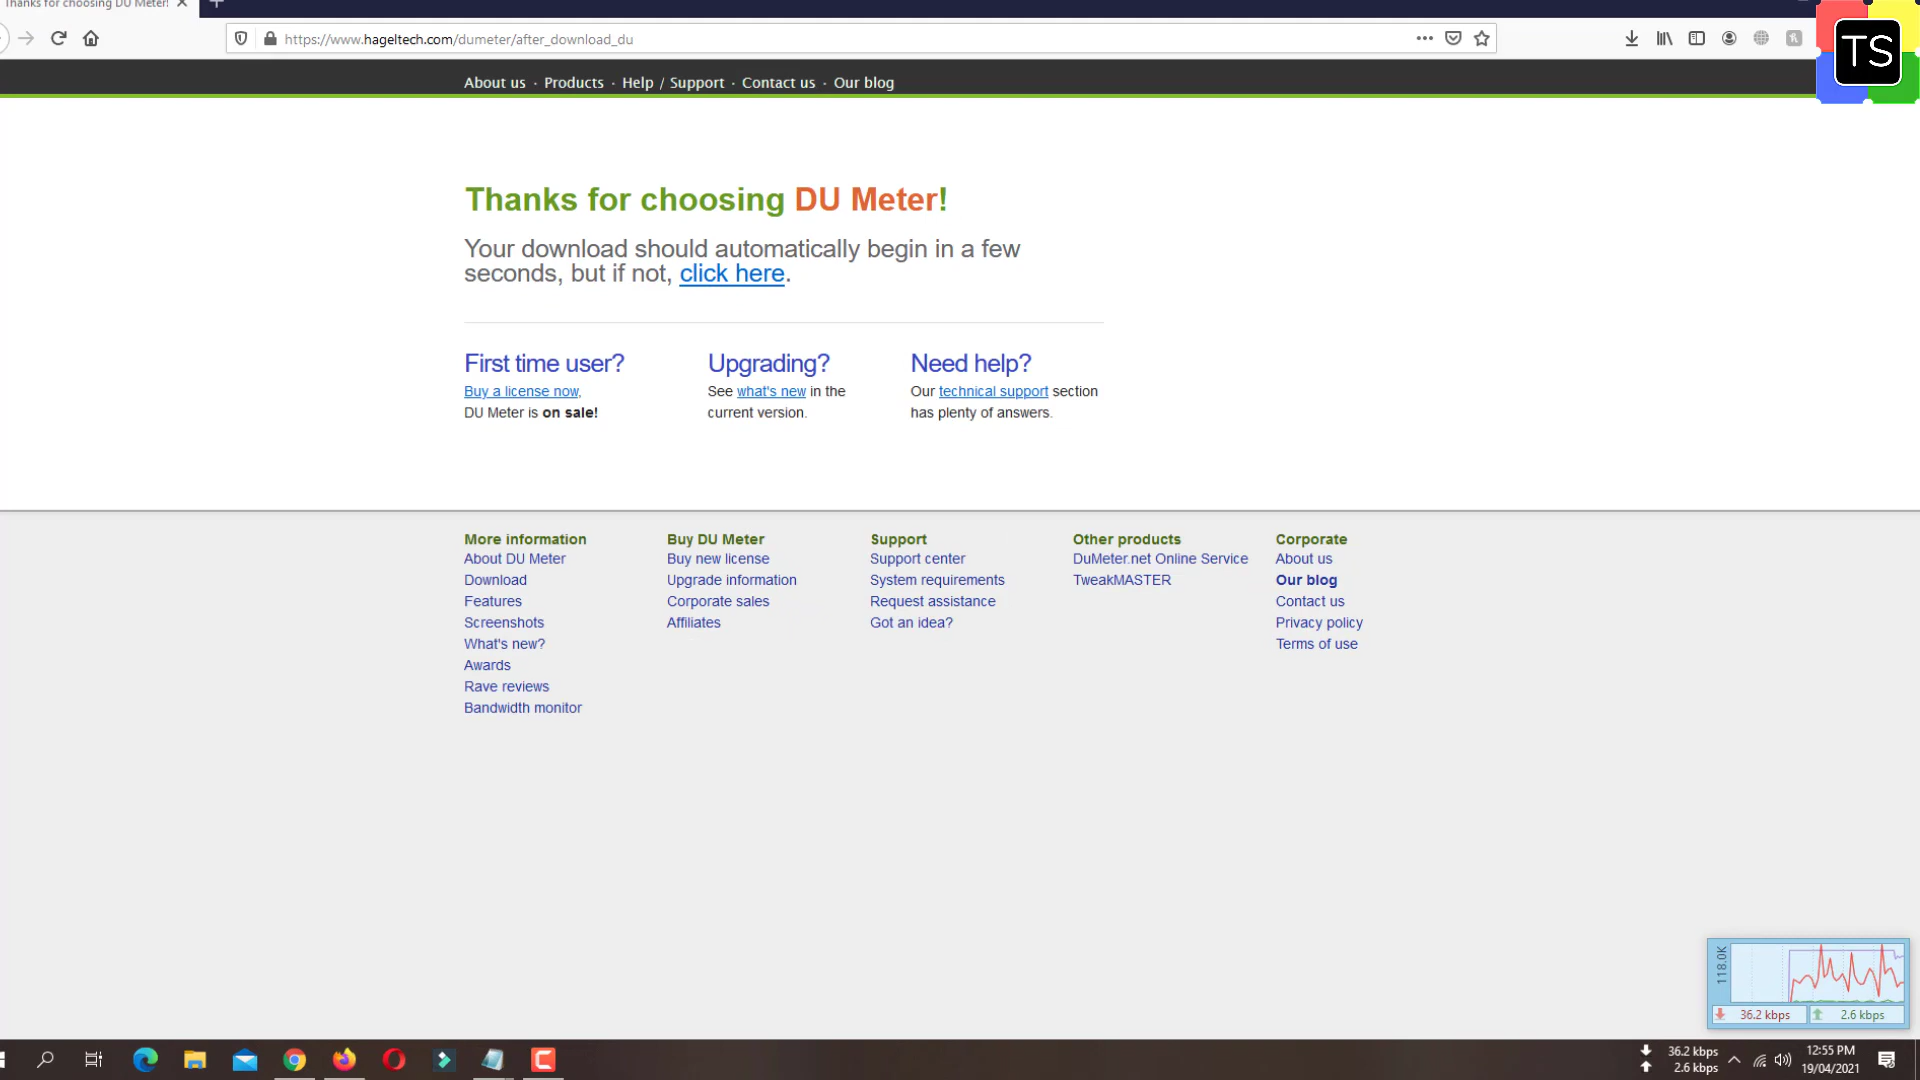 Thanks for choosing DU Meter!
https://www.hageltech.com/dumeter/after_download_du
TS
About us · Products · Help / Support · Contact us · Our blog
Thanks for choosing DU Meter!
Your download should automatically begin in a few
seconds, but if not, click here.
First time user?
Buy a license now,
DU Meter is on sale!
Upgrading?
See what's new in the
current version.
Need help?
Our technical support section
has plenty of answers.
More information
About DU Meter
Download
Features
Screenshots
What's new?
Awards
Rave reviews
Bandwidth monitor
Buy DU Meter
Buy new license
Upgrade information
Corporate sales
Affiliates
Support
Support center
System requirements
Request assistance
Got an idea?
Other products
DuMeter.net Online Service
TweakMASTER
Corporate
About us
Our blog
Contact us
Privacy policy
Terms of use
118.0K
36.2 kbps
2.6 kbps
36.2 kbps
2.6 kbps
12:55 PM
19/04/2021